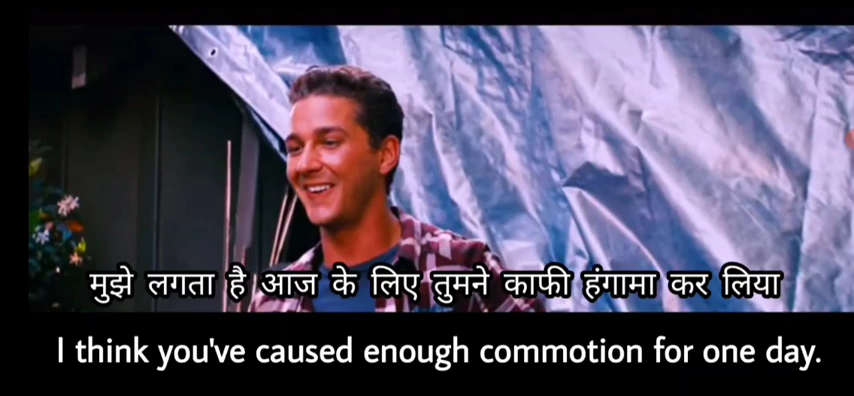 मुझे लगता है आज के लिए तुमने काफी हंगामा कर लिया
I think you've caused enough commotion for one day.